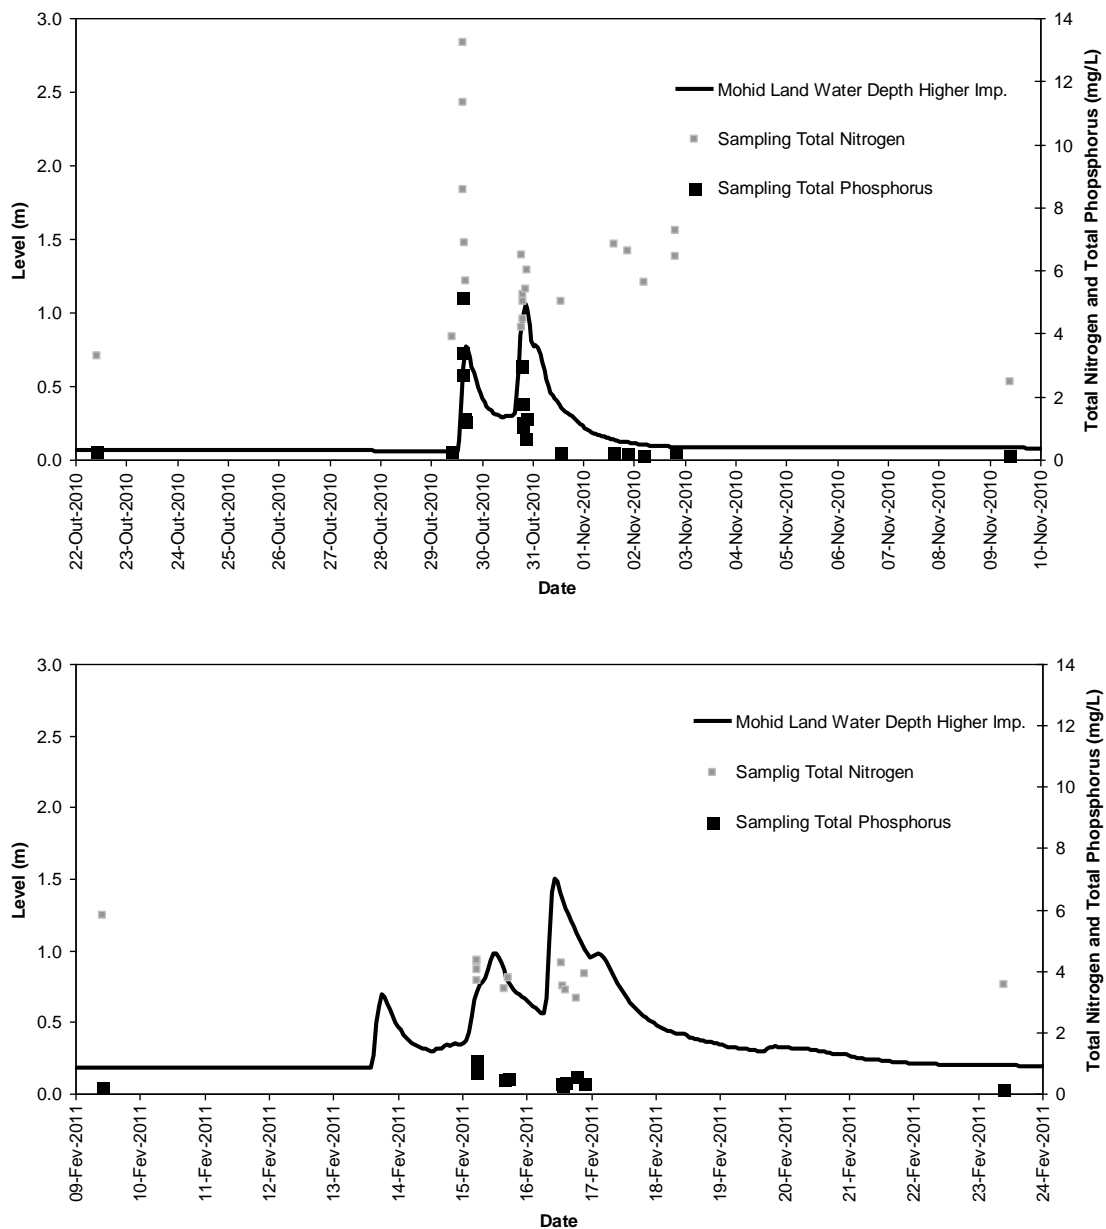 3.0
2.5
2.0
1.5
1.0
0.5
0.0
Level (m)
14
12
10
8
6
4
2
0
Total Nitrogen and Total Phopsphorus (mg/L)
Mohid Land Water Depth Higher Imp.
Sampling Total Nitrogen
Sampling Total Phosphorus
22-Out-2010
23-Out-2010
24-Out-2010
25-Out-2010
26-Out-2010
27-Out-2010
28-Out-2010
29-Out-2010
30-Out-2010
31-Out-2010
01-Nov-2010
02-Nov-2010
03-Nov-2010
04-Nov-2010
05-Nov-2010
06-Nov-2010
07-Nov-2010
08-Nov-2010
09-Nov-2010
10-Nov-2010
Date
3.0
2.5
2.0
1.5
1.0
0.5
0.0
Level (m)
14
12
10
8
6
4
2
0
Total Nitrogen and Total Phopsphorus (mg/L)
Mohid Land Water Depth Higher Imp.
Samplig Total Nitrogen
Sampling Total Phosphorus
09-Fev-2011
10-Fev-2011
11-Fev-2011
12-Fev-2011
13-Fev-2011
14-Fev-2011
15-Fev-2011
16-Fev-2011
17-Fev-2011
18-Fev-2011
19-Fev-2011
20-Fev-2011
21-Fev-2011
22-Fev-2011
23-Fev-2011
24-Fev-2011
Date